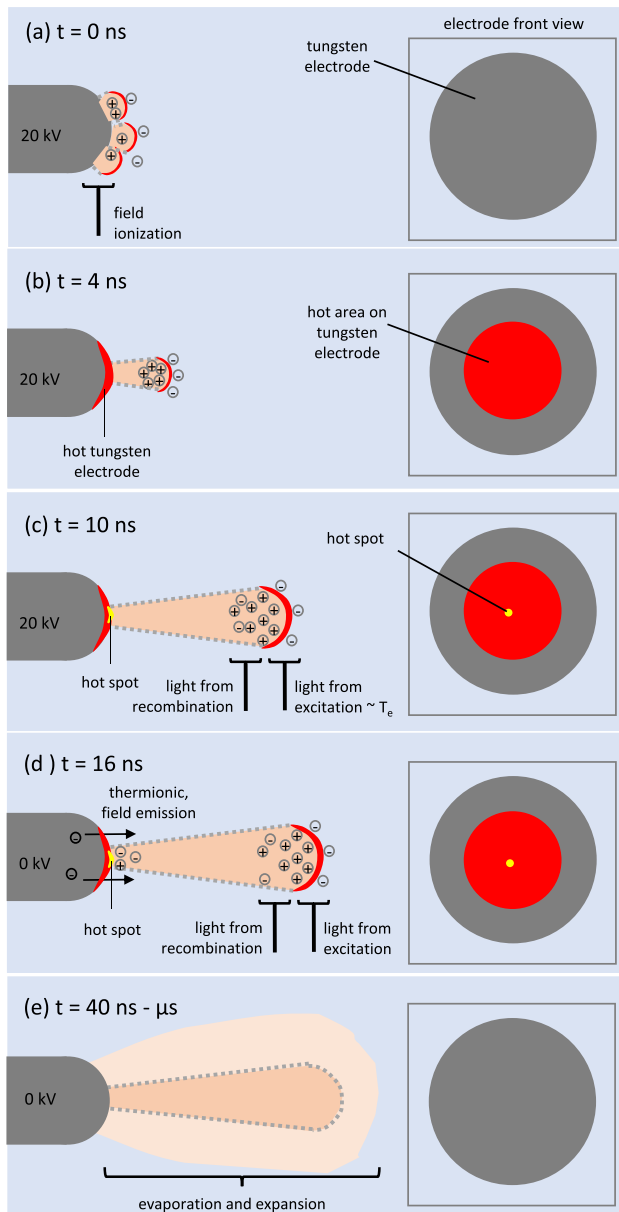 (a) t = 0 ns
electrode front view
tungsten
electrode
20 kV
field
ionization
(b) t = 4 ns
hot area on
tungsten
electrode
20 kV
hot tungsten
electrode
(c) t = 10 ns
hot spot
20 kV
hot spot
light from
recombination
light from
excitation ~ Te
(d ) t = 16 ns
thermionic,
field emission
0 kV
hot spot
light from
recombination
light from
excitation
(e) t = 40 ns - µs
0 kV
evaporation and expansion